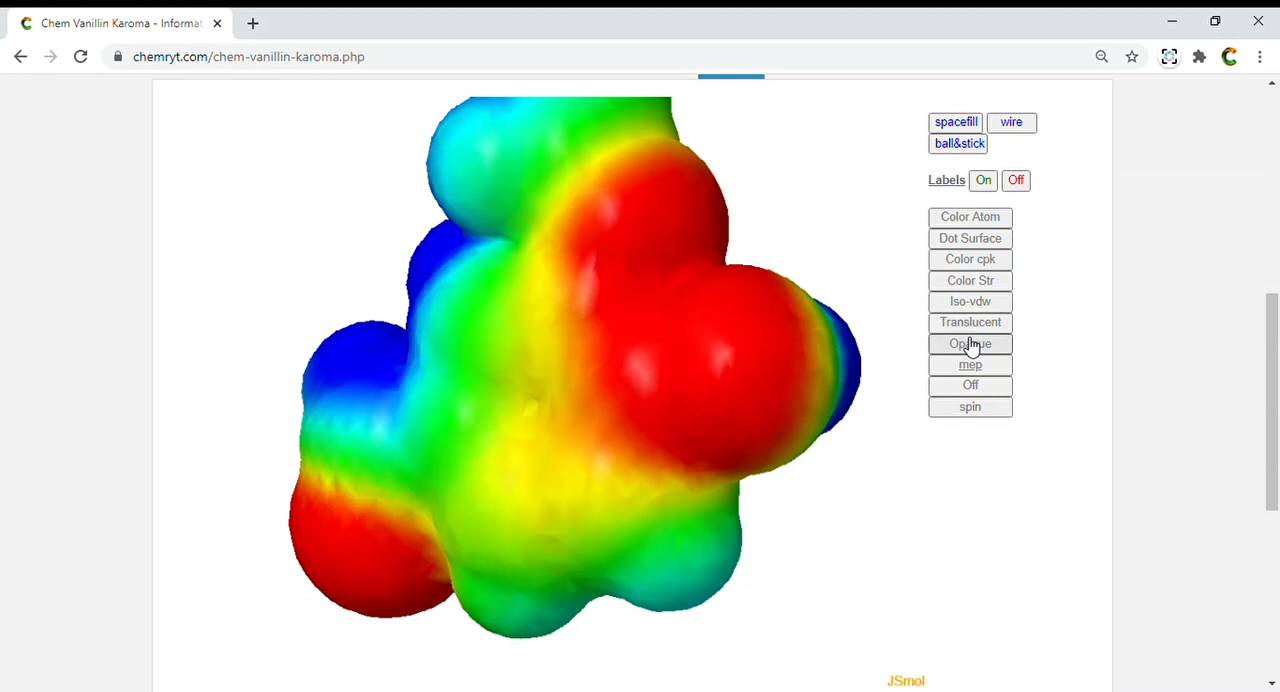 Chem Vanillin Karoma - Informat
chemryt.com/chem-vanillin-karoma.php
spacefill wire
ball&stick
Labels On Off
Color Atom
Dot Surface
Color cpk
Color Str
Iso-vdw
Translucent
Opaque
mep
Off
spin
JSmol